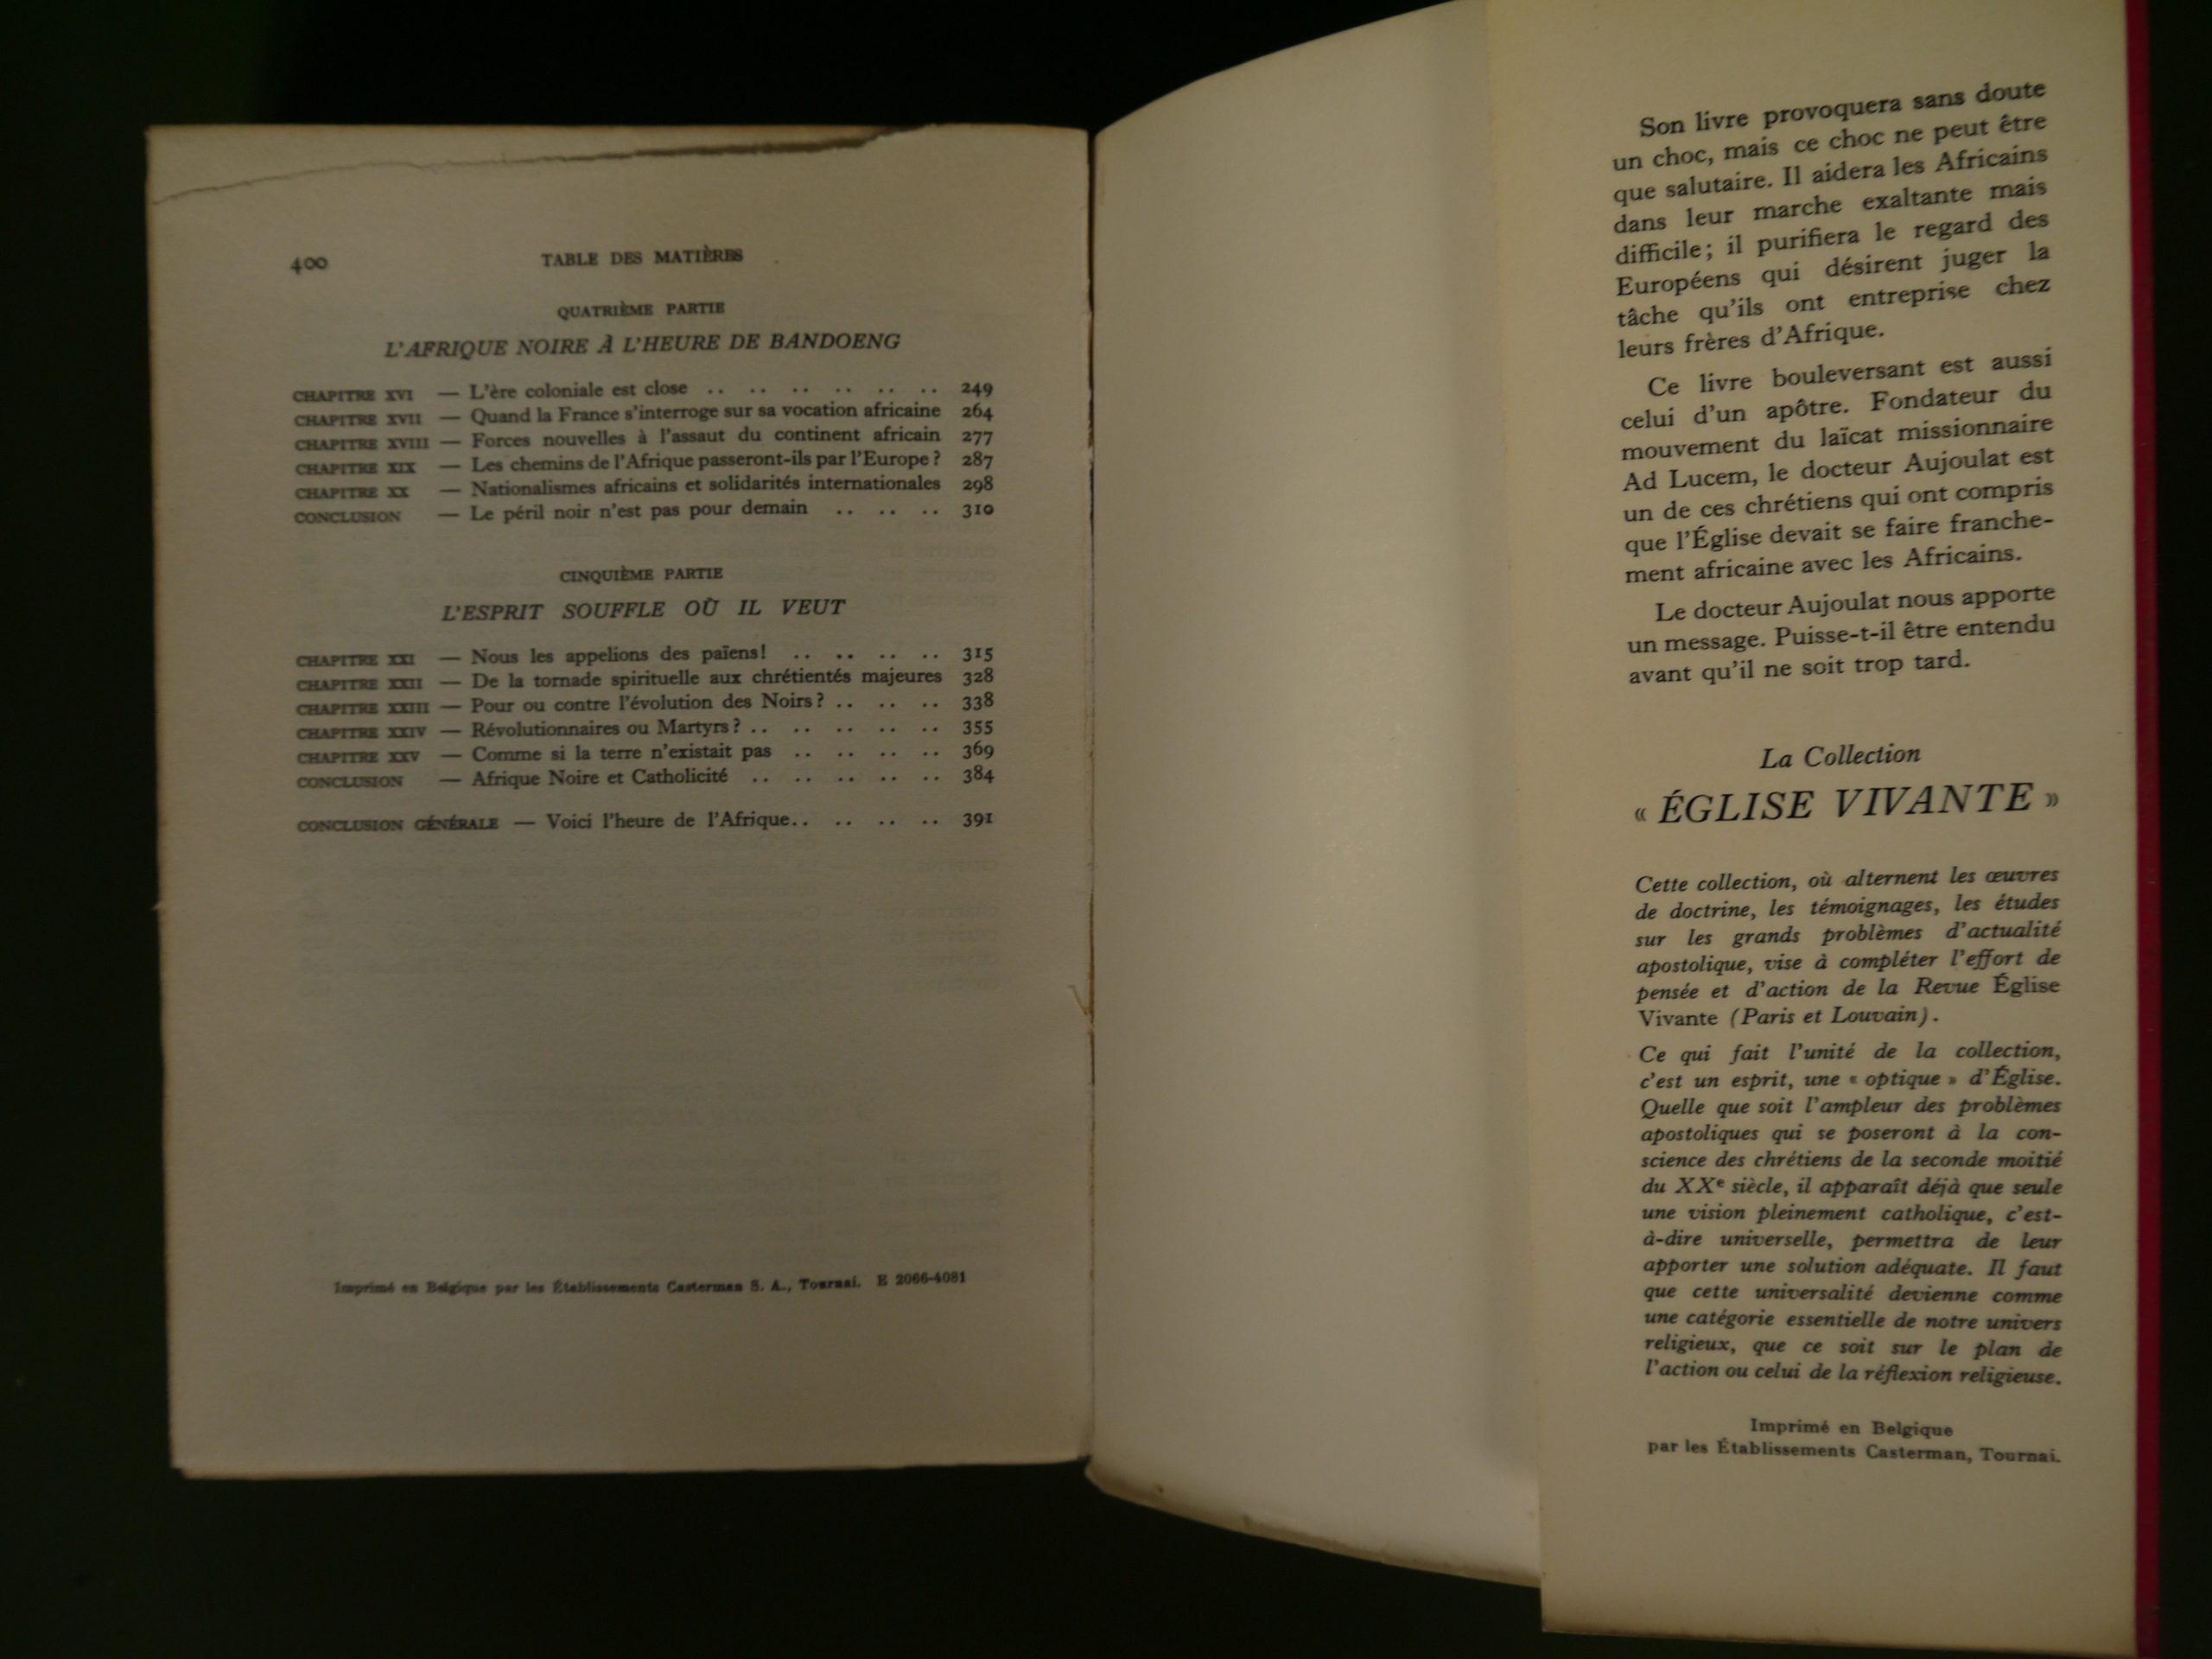 400 TABLE DES MATIÈRES
QUATRIÈME PARTIE
L'AFRIQUE NOIRE À L'HEURE DE BANDOENG
CHAPITRE XVI — L'ère coloniale est close .. .. .. .. .. .. 249
CHAPITRE XVII — Quand la France s'interroge sur sa vocation africaine 264
CHAPITRE XVIII — Forces nouvelles à l'assaut du continent africain 277
CHAPITRE XIX — Les chemins de l'Afrique passeront-ils par l'Europe ? 287
CHAPITRE XX — Nationalismes africains et solidarités internationales 298
CONCLUSION — Le péril noir n'est pas pour demain .. .. .. 310
CINQUIÈME PARTIE
L'ESPRIT SOUFFLE OÙ IL VEUT
CHAPITRE XXI — Nous les appelions des païens! .. .. .. .. 315
CHAPITRE XXII — De la tornade spirituelle aux chrétientés majeures 328
CHAPITRE XXIII — Pour ou contre l'évolution des Noirs ? .. .. .. 338
CHAPITRE XXIV — Révolutionnaires ou Martyrs ? .. .. .. .. .. 355
CHAPITRE XXV — Comme si la terre n'existait pas .. .. .. .. 369
CONCLUSION — Afrique Noire et Catholicité .. .. .. .. .. 384
CONCLUSION GÉNÉRALE — Voici l'heure de l'Afrique.. .. .. .. 391
Imprimé en Belgique par les Établissements Casterman S. A., Tournai. E 2066-4081
Son livre provoquera sans doute
un choc, mais ce choc ne peut être
que salutaire. Il aidera les Africains
dans leur marche exaltante mais
difficile; il purifiera le regard des
Européens qui désirent juger la
tâche qu'ils ont entreprise chez
leurs frères d'Afrique.
Ce livre bouleversant est aussi
celui d'un apôtre. Fondateur du
mouvement du laïcat missionnaire
Ad Lucem, le docteur Aujoulat est
un de ces chrétiens qui ont compris
que l'Église devait se faire franche-
ment africaine avec les Africains.
Le docteur Aujoulat nous apporte
un message. Puisse-t-il être entendu
avant qu'il ne soit trop tard.
La Collection
« ÉGLISE VIVANTE »
Cette collection, où alternent les œuvres
de doctrine, les témoignages, les études
sur les grands problèmes d'actualité
apostolique, vise à compléter l'effort de
pensée et d'action de la Revue Église
Vivante (Paris et Louvain).
Ce qui fait l'unité de la collection,
c'est un esprit, une « optique » d'Église.
Quelle que soit l'ampleur des problèmes
apostoliques qui se poseront à la con-
science des chrétiens de la seconde moitié
du XXe siècle, il apparaît déjà que seule
une vision pleinement catholique, c'est-
à-dire universelle, permettra de leur
apporter une solution adéquate. Il faut
que cette universalité devienne comme
une catégorie essentielle de notre univers
religieux, que ce soit sur le plan de
l'action ou celui de la réflexion religieuse.
Imprimé en Belgique
par les Établissements Casterman, Tournai.